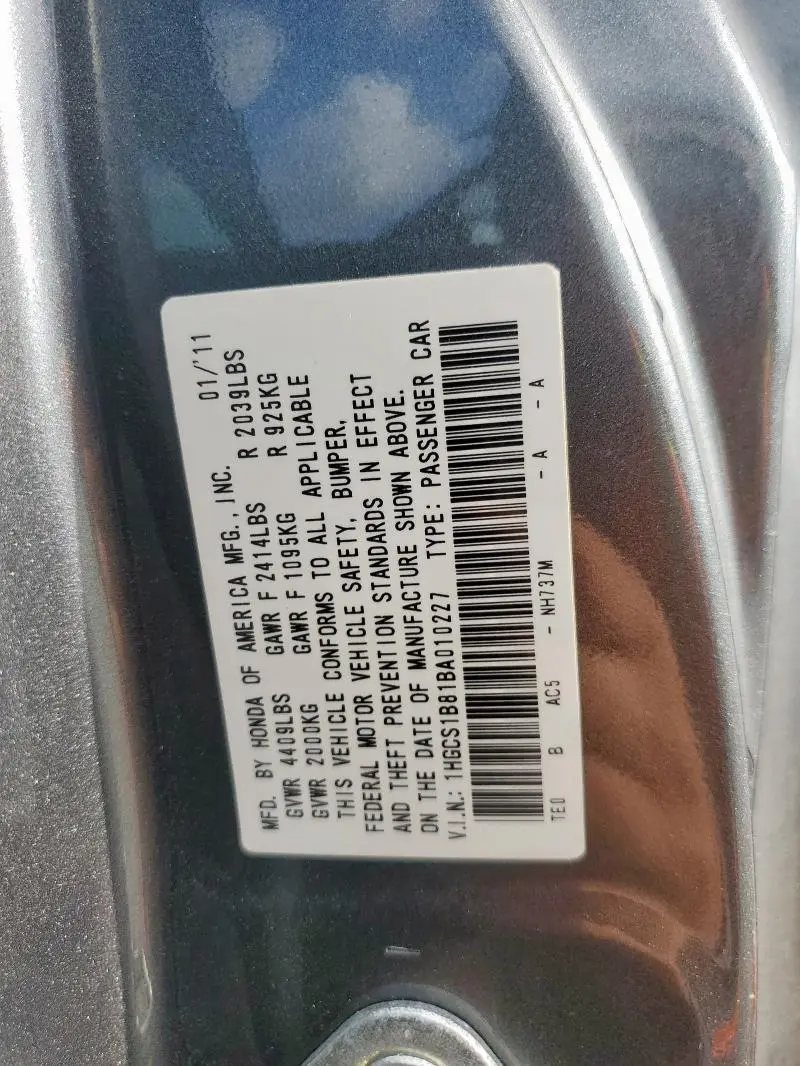 MFD. BY HONDA OF AMERICA MFG., INC. 01/'11
GVWR 4409LBS GAWR F 2414LBS R 2039LBS
GVWR 2000KG GAWR F 1095KG R 925KG
THIS VEHICLE CONFORMS TO ALL APPLICABLE
FEDERAL MOTOR VEHICLE SAFETY, BUMPER,
AND THEFT PREVENTION STANDARDS IN EFFECT
ON THE DATE OF MANUFACTURE SHOWN ABOVE.
V.I.N.: 1HGCS1B81BA010227 TYPE: PASSENGER CAR
TE0 B AC5 - NH737M - A - A